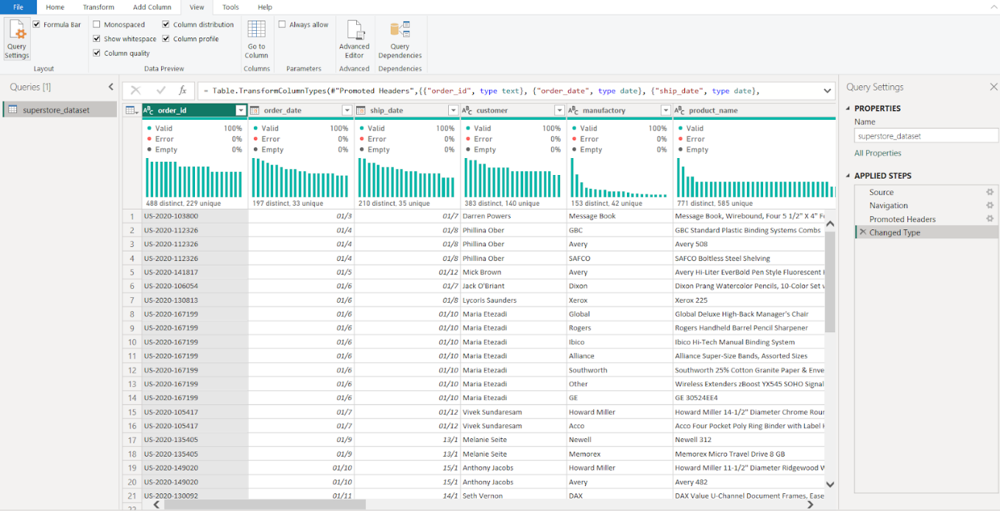 File Home Transform Add Column View Tools Help
Formula Bar Monospaced Column distribution Always allow
Show whitespace Column profile
Column quality
Query Settings Go to Column Advanced Editor Query Dependencies
Layout Data Preview Columns Parameters Advanced Dependencies
Queries [1] fx = Table.TransformColumnTypes(#"Promoted Headers",{{"order_id", type text}, {"order_date", type date}, {"ship_date", type date},
superstore_dataset
ABC order_id order_date ship_date ABC customer ABC manufactory ABC product_name
Valid 100% Valid 100% Valid 100% Valid 100% Valid 100% Valid
Error 0% Error 0% Error 0% Error 0% Error 0% Error
Empty 0% Empty 0% Empty 0% Empty 0% Empty 0% Empty
488 distinct, 229 unique 197 distinct, 33 unique 210 distinct, 35 unique 383 distinct, 140 unique 153 distinct, 42 unique 771 distinct, 585 unique
1 US-2020-103800 01/3 01/7 Darren Powers Message Book Message Book, Wirebound, Four 5 1/2" X 4"
2 US-2020-112326 01/4 01/8 Phillina Ober GBC GBC Standard Plastic Binding Systems Combs
3 US-2020-112326 01/4 01/8 Phillina Ober Avery Avery 508
4 US-2020-112326 01/4 01/8 Phillina Ober SAFCO SAFCO Boltless Steel Shelving
5 US-2020-141817 01/5 01/12 Mick Brown Avery Avery Hi-Liter EverBold Pen Style Fluorescent
6 US-2020-106054 01/6 01/7 Jack O'Briant Dixon Dixon Prang Watercolor Pencils, 10-Color Set
7 US-2020-130813 01/6 01/8 Lycoris Saunders Xerox Xerox 225
8 US-2020-167199 01/6 01/10 Maria Etezadi Global Global Deluxe High-Back Manager's Chair
9 US-2020-167199 01/6 01/10 Maria Etezadi Rogers Rogers Handheld Barrel Pencil Sharpener
10 US-2020-167199 01/6 01/10 Maria Etezadi Ibico Ibico Hi-Tech Manual Binding System
11 US-2020-167199 01/6 01/10 Maria Etezadi Alliance Alliance Super-Size Bands, Assorted Sizes
12 US-2020-167199 01/6 01/10 Maria Etezadi Southworth Southworth 25% Cotton Granite Paper & Enve
13 US-2020-167199 01/6 01/10 Maria Etezadi Other Wireless Extenders zBoost YX545 SOHO Signal
14 US-2020-167199 01/6 01/10 Maria Etezadi GE GE 30524EE4
15 US-2020-105417 01/7 01/12 Vivek Sundaresam Howard Miller Howard Miller 14-1/2" Diameter Chrome Rour
16 US-2020-105417 01/7 01/12 Vivek Sundaresam Acco Acco Four Pocket Poly Ring Binder with Label
17 US-2020-135405 01/9 13/1 Melanie Seite Newell Newell 312
18 US-2020-135405 01/9 13/1 Melanie Seite Memorex Memorex Micro Travel Drive 8 GB
19 US-2020-149020 01/10 15/1 Anthony Jacobs Howard Miller Howard Miller 11-1/2" Diameter Ridgewood
20 US-2020-149020 01/10 15/1 Anthony Jacobs Avery Avery 482
21 US-2020-130092 01/11 14/1 Seth Vernon DAX DAX Value U-Channel Document Frames, Ease
22
Query Settings
PROPERTIES
Name
superstore_dataset
All Properties
APPLIED STEPS
Source
Navigation
Promoted Headers
Changed Type